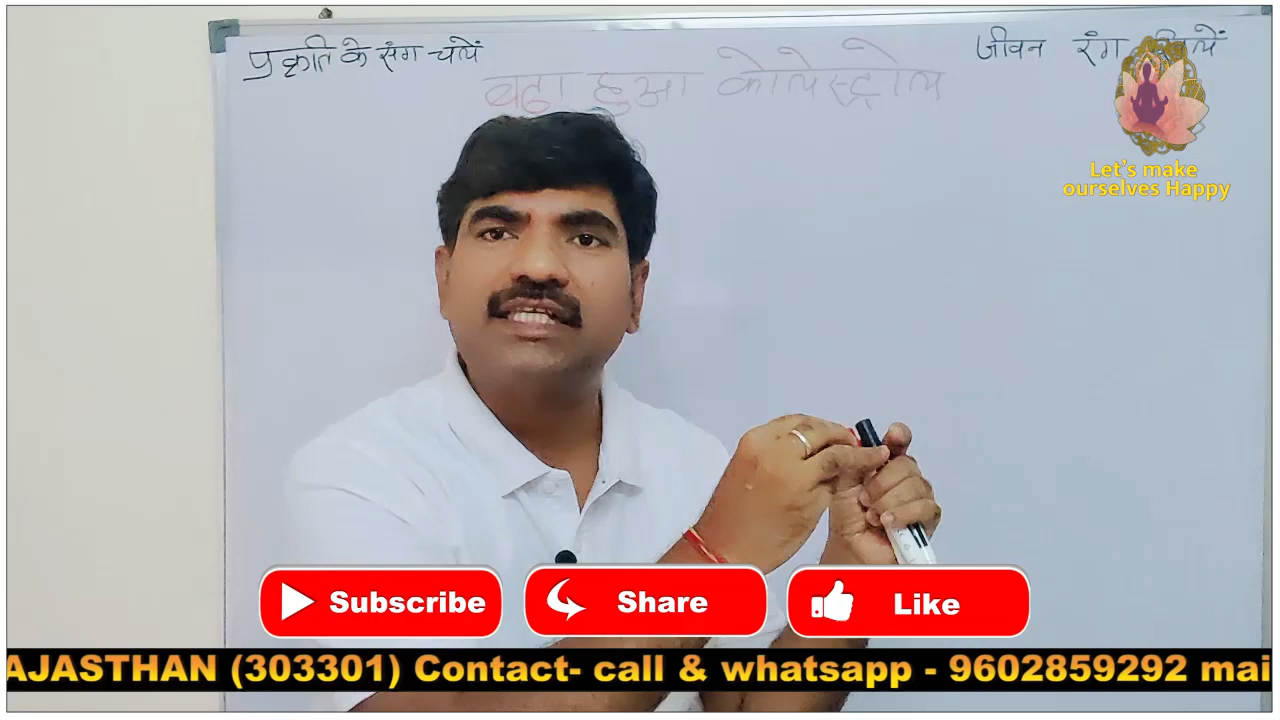 प्रकृति के संग चलें
जीवन रंग
बढा हुआ कोलेस्ट्रोल
Let's make
ourselves Happy
Subscribe
Share
Like
AJASTHAN (303301) Contact- call & whatsapp - 9602859292 mai